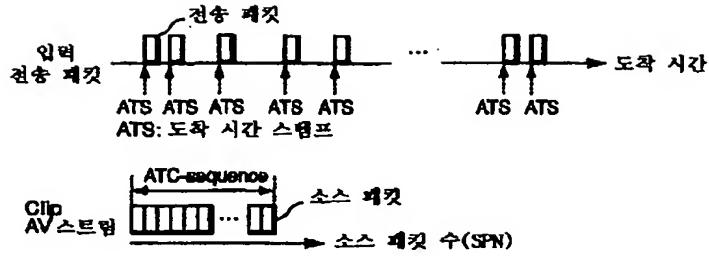 전송 패킷
입력
전송 패킷
...
도착 시간
ATS ATS ATS ATS ATS ATS ATS
ATS: 도착 시간 스탬프
ATC-sequence
Clip
AV 스트림
...
소스 패킷
소스 패킷 수(SPN)